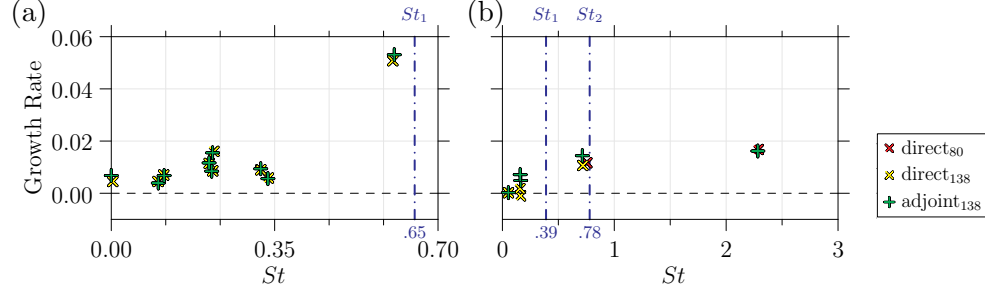 (a)
St₁
0.06
0.04
0.02
0.00
Growth Rate
.65
0.00
0.35
0.70
St
(b)
St₁
St₂
.39
.78
0
1
2
3
St
direct₈₀
direct₁₃₈
adjoint₁₃₈